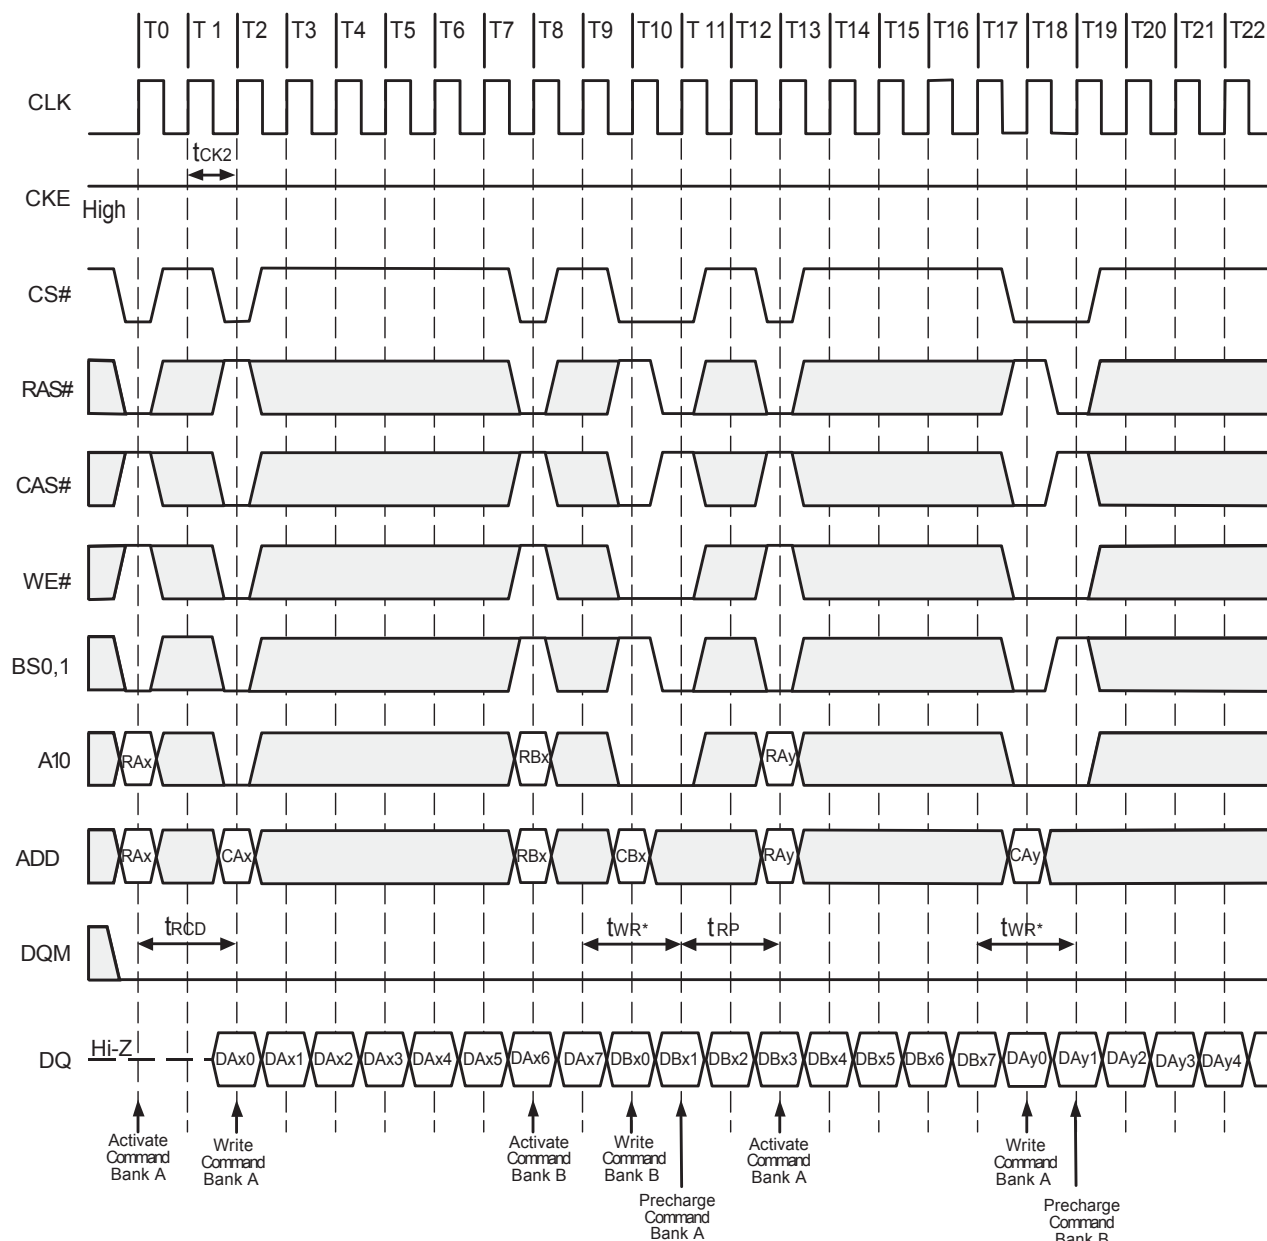 T0 T 1 T2 T3 T4 T5 T6 T7 T8 T9 T10 T 11 T12 T13 T14 T15 T16 T17 T18 T19 T20 T21 T22
CLK
tCK2
CKE
High
CS#
RAS#
CAS#
WE#
BS0,1
A10 RAx RBx RAy
ADD RAx CAx RBx CBx RAy CAy
tRCD tWR* tRP tWR*
DQM
DQ Hi-Z DAx0 DAx1 DAx2 DAx3 DAx4 DAx5 DAx6 DAx7 DBx0 DBx1 DBx2 DBx3 DBx4 DBx5 DBx6 DBx7 DAy0 DAy1 DAy2 DAy3 DAy4
Activate
Command
Bank A
Write
Command
Bank A
Activate
Command
Bank B
Write
Command
Bank B
Precharge
Command
Bank A
Activate
Command
Bank A
Write
Command
Bank A
Precharge
Command
Bank B